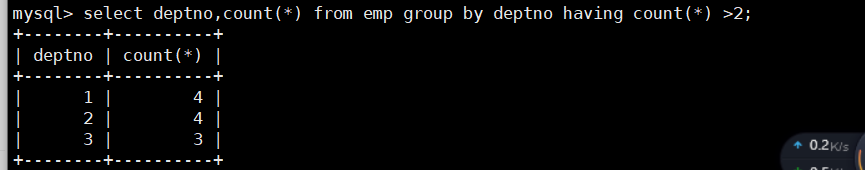 mysql> select deptno,count(*) from emp group by deptno having count(*) >2;
+--------+----------+
| deptno | count(*) |
+--------+----------+
|      1 |        4 |
|      2 |        4 |
|      3 |        3 |
+--------+----------+
↑ 0.2K/s